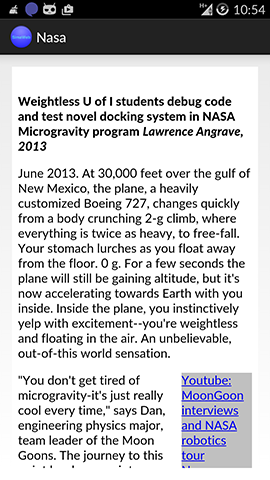 10:54
Nasa
Weightless U of I students debug code
and test novel docking system in NASA
Microgravity program Lawrence Angrave,
2013
June 2013. At 30,000 feet over the gulf of
New Mexico, the plane, a heavily
customized Boeing 727, changes quickly
from a body crunching 2-g climb, where
everything is twice as heavy, to free-fall.
Your stomach lurches as you float away
from the floor. 0 g. For a few seconds the
plane will still be gaining altitude, but it's
now accelerating towards Earth with you
inside. Inside the plane, you instinctively
yelp with excitement--you're weightless
and floating in the air. An unbelievable,
out-of-this world sensation.
"You don't get tired of
microgravity-it's just really
cool every time," says Dan,
engineering physics major,
team leader of the Moon
Goons. The journey to this
Youtube:
MoonGoon
interviews
and NASA
robotics
tour